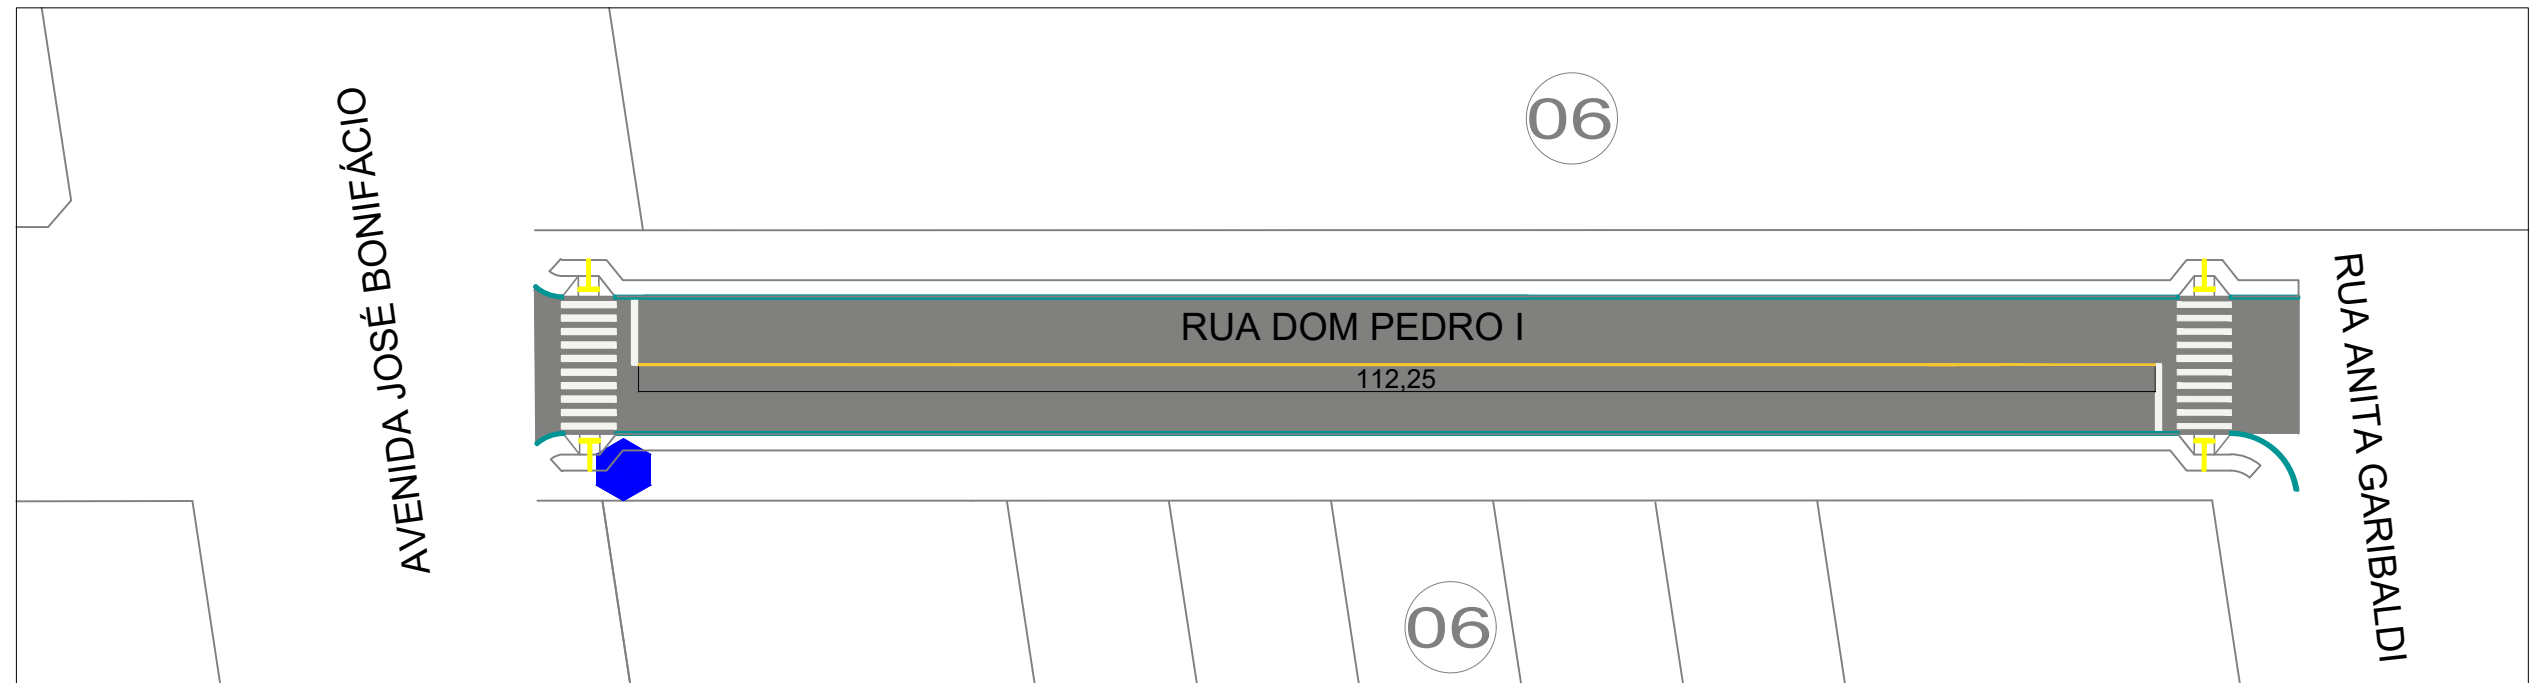 AVENIDA JOSÉ BONIFÁCIO
06
RUA DOM PEDRO I
112,25
RUA ANITA GARIBALDI
06